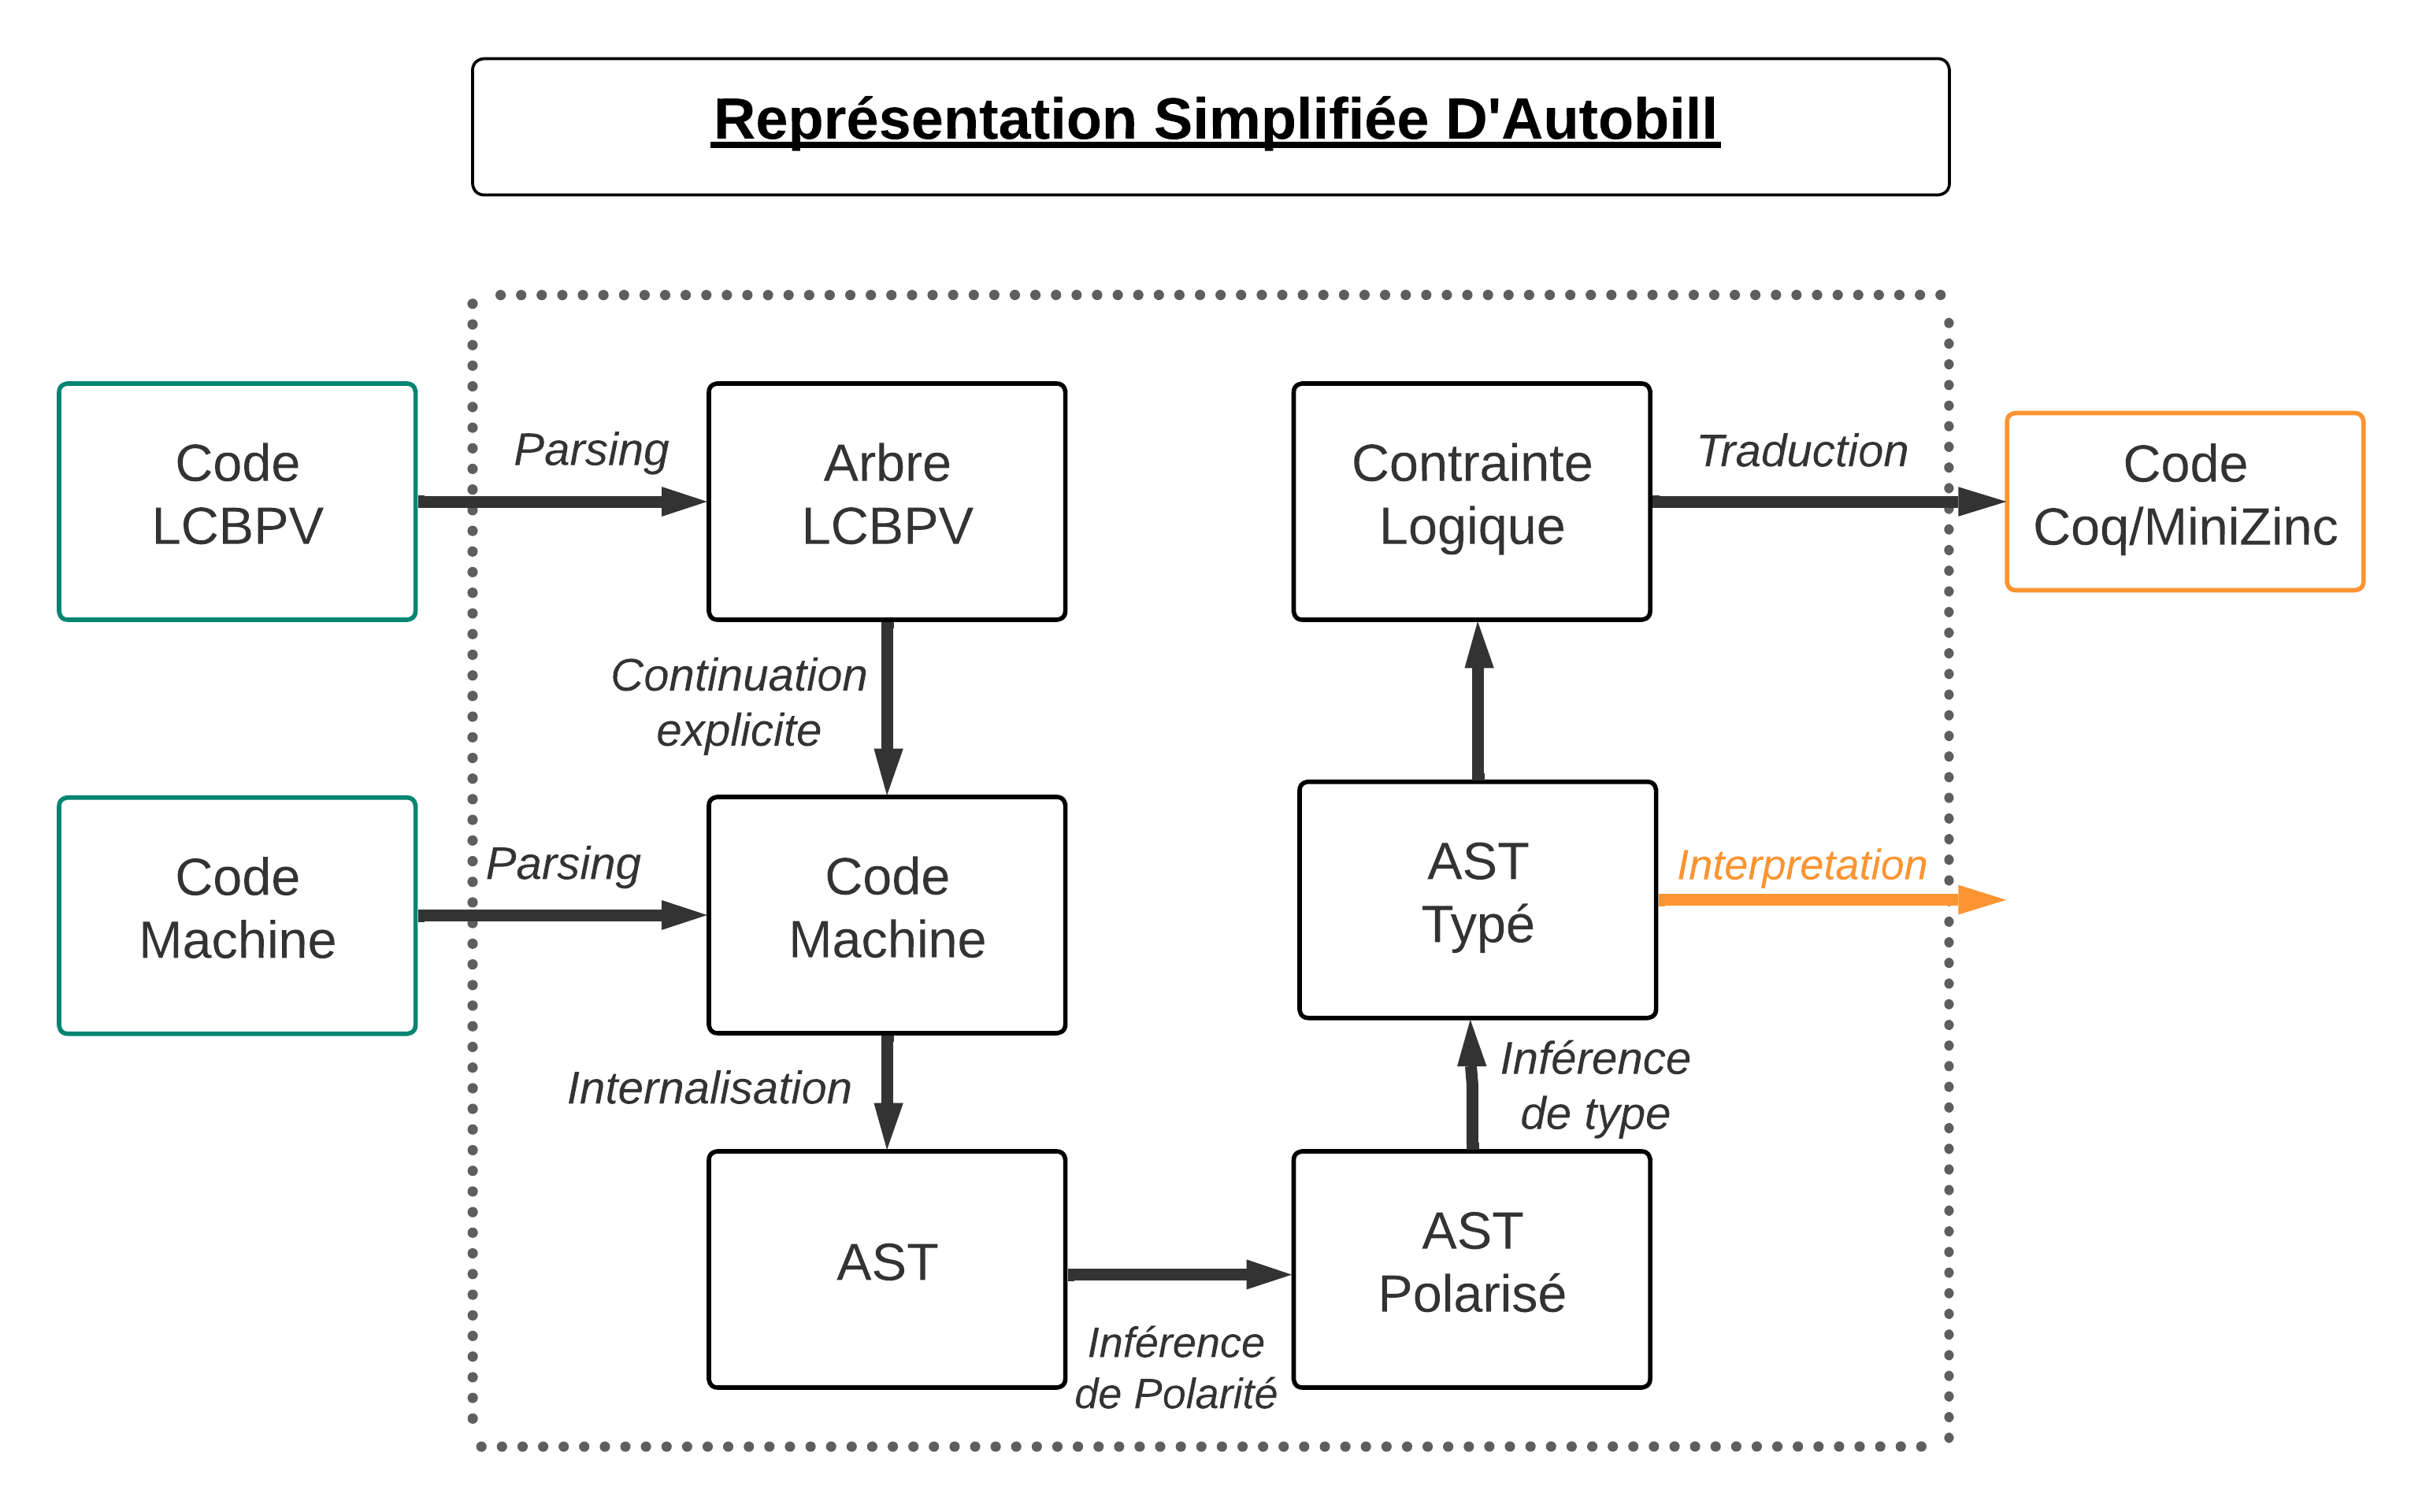 Représentation Simplifiée D'Autobill
Code
LCBPV
Parsing
Arbre
LCBPV
Contrainte
Logique
Traduction
Code
Coq/MiniZinc
Continuation
explicite
Code
Machine
Parsing
Code
Machine
AST
Typé
Interpretation
Internalisation
Inférence
de type
AST
Inférence
de Polarité
AST
Polarisé